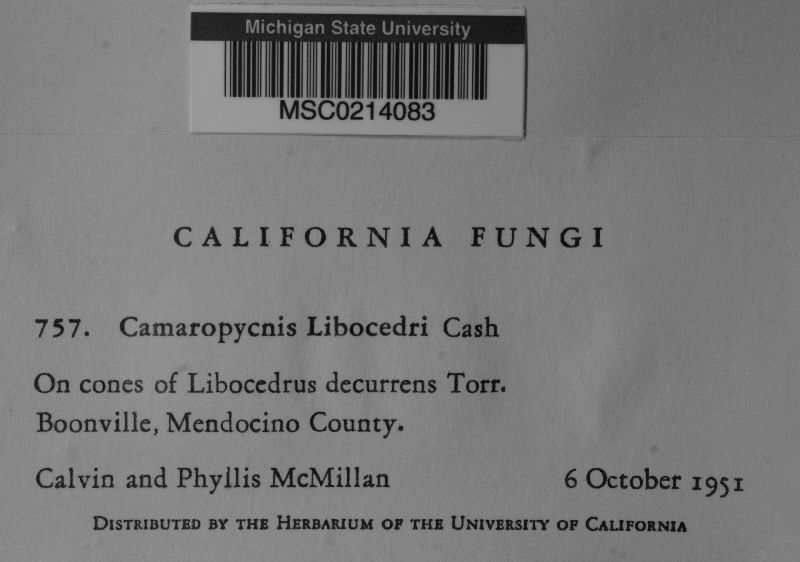 Michigan State University
MSC0214083
CALIFORNIA FUNGI
757. Camaropycnis Libocedri Cash
On cones of Libocedrus decurrens Torr.
Boonville, Mendocino County.
Calvin and Phyllis McMillan 6 October 1951
DISTRIBUTED BY THE HERBARIUM OF THE UNIVERSITY OF CALIFORNIA